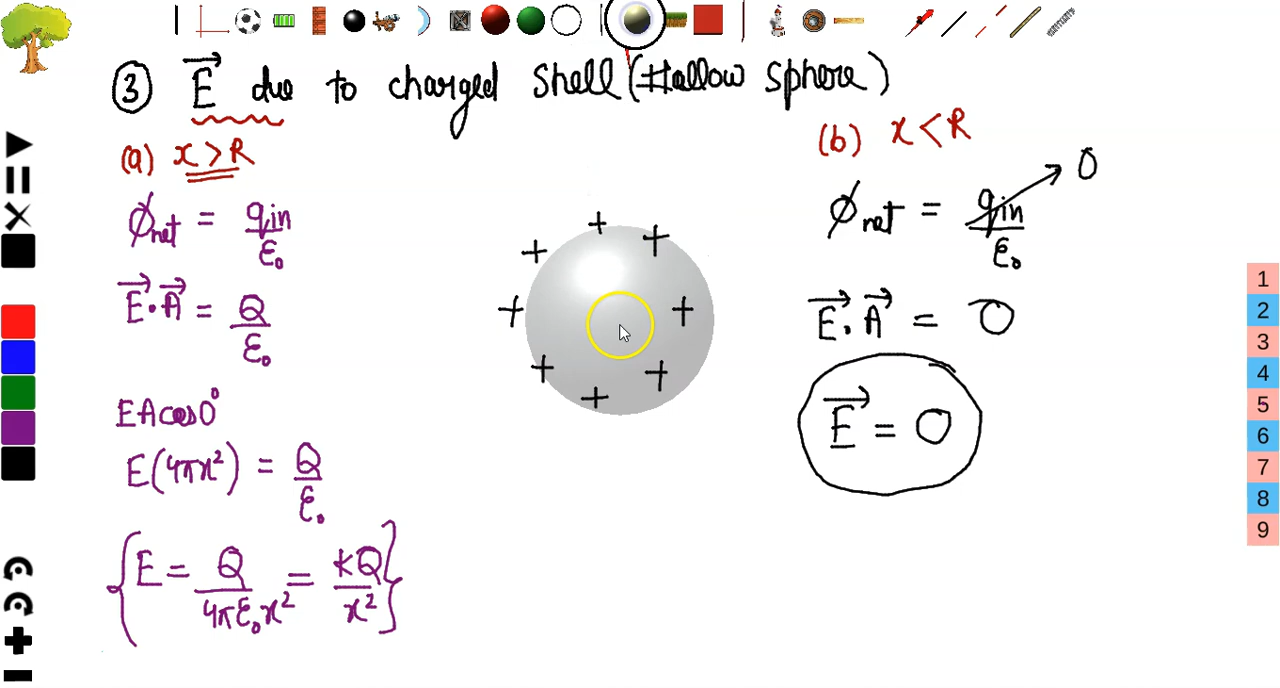 ③ E⃗ due to charged Shell (Hallow Sphere)
(a) x > R
ϕnet = qin/ε₀
E⃗·A⃗ = Q/ε₀
EAcos0°
E(4πx²) = Q/ε₀
{E = Q/4πε₀x² = KQ/x²}
+ + + + + + + +
(b) x < R
ϕnet = qin/ε₀ → 0
E⃗·A⃗ = 0
E⃗ = 0
1
2
3
4
5
6
7
8
9